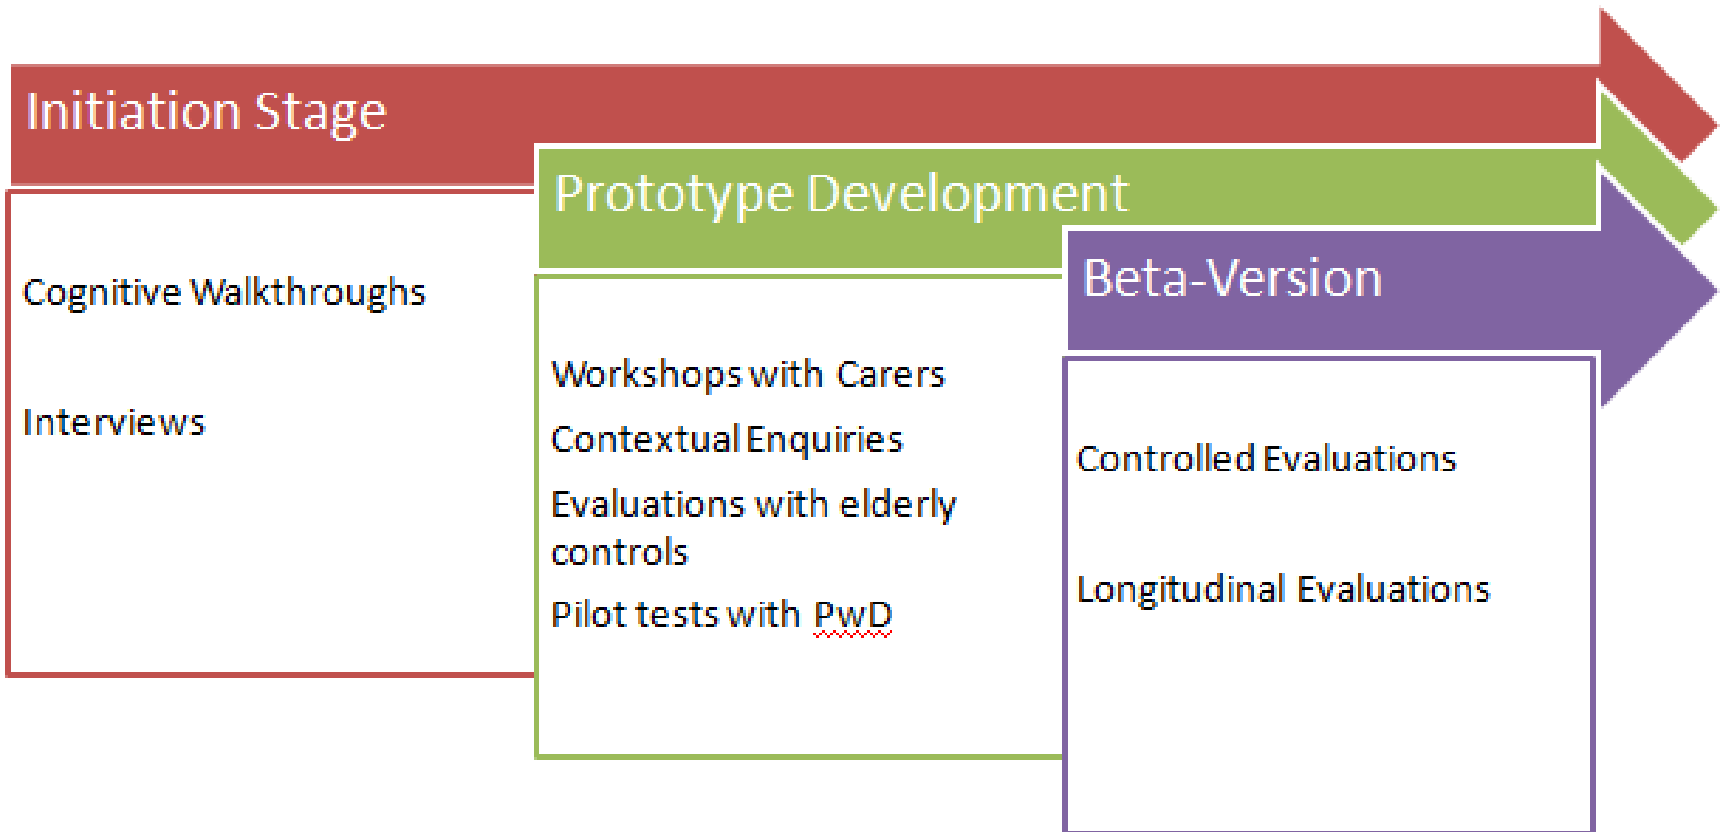 Initiation Stage
Cognitive Walkthroughs
Interviews
Prototype Development
Workshops with Carers
Contextual Enquiries
Evaluations with elderly
controls
Pilot tests with PwD
Beta-Version
Controlled Evaluations
Longitudinal Evaluations